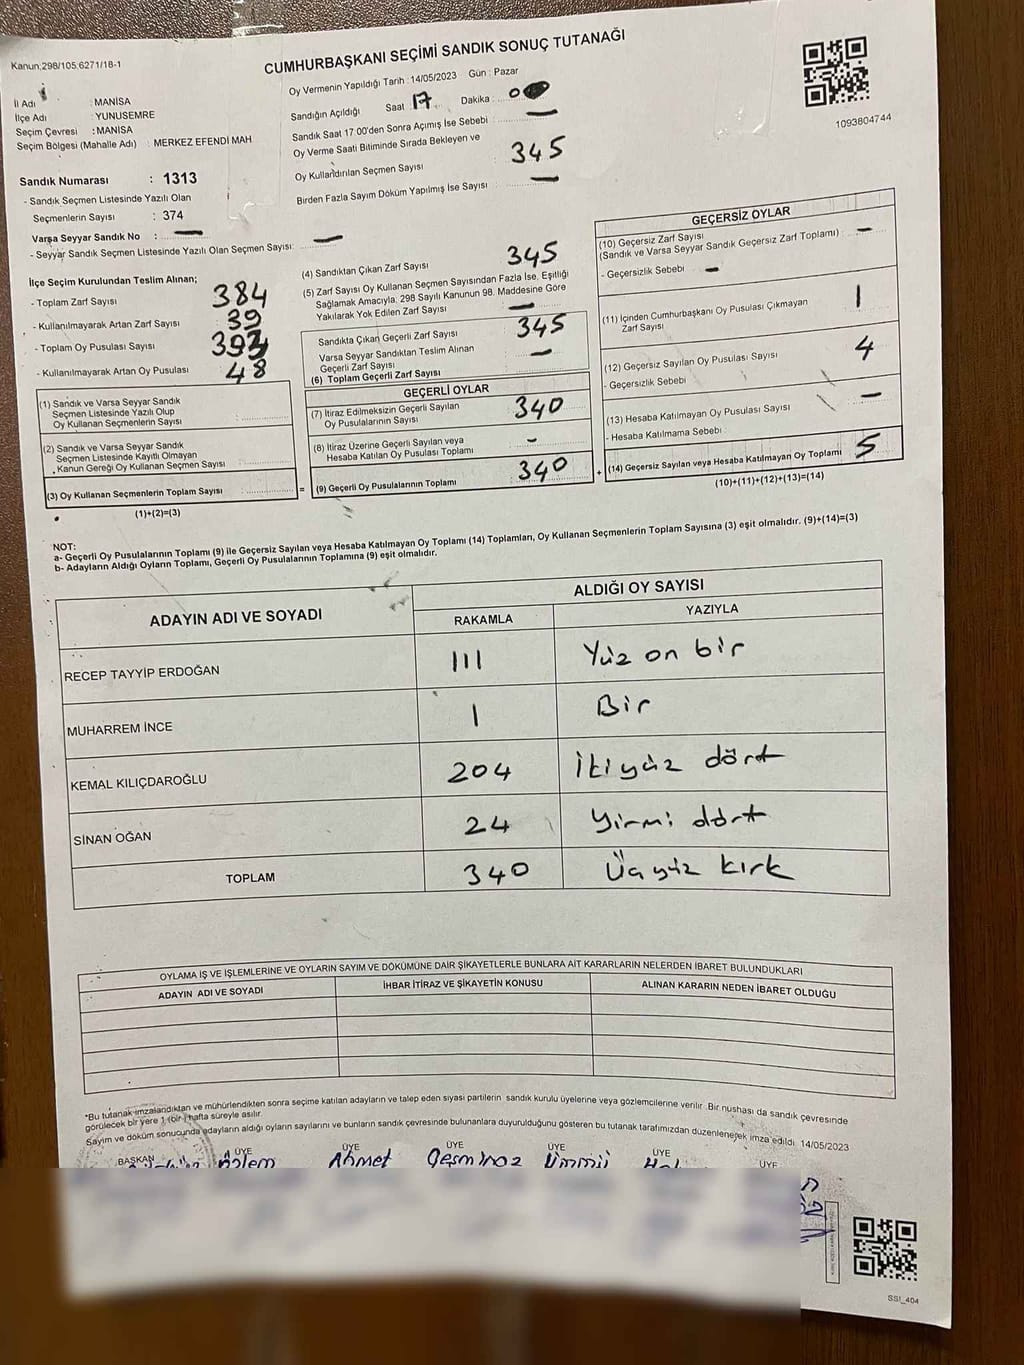 Kanun:298/105;6271/18-1
CUMHURBAŞKANI SEÇİMİ SANDIK SONUÇ TUTANAĞI
1093804744
İl Adı : MANİSA
İlçe Adı : YUNUSEMRE
Seçim Çevresi : MANİSA
Seçim Bölgesi (Mahalle Adı) : MERKEZ EFENDİ MAH
Sandık Numarası : 1313
- Sandık Seçmen Listesinde Yazılı Olan
Seçmenlerin Sayısı : 374
Varsa Seyyar Sandık No : —
- Seyyar Sandık Seçmen Listesinde Yazılı Olan Seçmen Sayısı: —
Oy Vermenin Yapıldığı Tarih : 14/05/2023 Gün : Pazar
Sandığın Açıldığı Saat 17 Dakika 0
Sandık Saat 17.00'den Sonra Açımış İse Sebebi : —
Oy Verme Saati Bitiminde Sırada Bekleyen ve
Oy Kullandırılan Seçmen Sayısı : 345
Birden Fazla Sayım Döküm Yapılmış İse Sayısı : —
İlçe Seçim Kurulundan Teslim Alınan;
- Toplam Zarf Sayısı 384
- Kullanılmayarak Artan Zarf Sayısı 39
- Toplam Oy Pusulası Sayısı 393
- Kullanılmayarak Artan Oy Pusulası 48
(1) Sandık ve Varsa Seyyar Sandık
Seçmen Listesinde Yazılı Olup
Oy Kullanan Seçmenlerin Sayısı :
(2) Sandık ve Varsa Seyyar Sandık
Seçmen Listesinde Kayıtlı Olmayan
Kanun Gereği Oy Kullanan Seçmen Sayısı :
(3) Oy Kullanan Seçmenlerin Toplam Sayısı :
(1)+(2)=(3)
(4) Sandıktan Çıkan Zarf Sayısı : 345
(5) Zarf Sayısı Oy Kullanan Seçmen Sayısından Fazla İse, Eşitliği
Sağlamak Amacıyla, 298 Sayılı Kanunun 98. Maddesine Göre
Yakılarak Yok Edilen Zarf Sayısı : —
Sandıkta Çıkan Geçerli Zarf Sayısı 345
Varsa Seyyar Sandıktan Teslim Alınan
Geçerli Zarf Sayısı : —
(6) Toplam Geçerli Zarf Sayısı
GEÇERLİ OYLAR
(7) İtiraz Edilmeksizin Geçerli Sayılan
Oy Pusulalarının Sayısı : 340
(8) İtiraz Üzerine Geçerli Sayılan veya
Hesaba Katılan Oy Pusulası Toplamı : -
= (9) Geçerli Oy Pusulalarının Toplamı : 340
GEÇERSİZ OYLAR
(10) Geçersiz Zarf Sayısı
(Sandık ve Varsa Seyyar Sandık Geçersiz Zarf Toplamı) : —
- Geçersizlik Sebebi : —
(11) İçinden Cumhurbaşkanı Oy Pusulası Çıkmayan
Zarf Sayısı : 1
(12) Geçersiz Sayılan Oy Pusulası Sayısı : 4
- Geçersizlik Sebebi :
(13) Hesaba Katılmayan Oy Pusulası Sayısı : —
- Hesaba Katılmama Sebebi :
+ (14) Geçersiz Sayılan veya Hesaba Katılmayan Oy Toplamı : 5
(10)+(11)+(12)+(13)=(14)
NOT:
a- Geçerli Oy Pusulalarının Toplamı (9) ile Geçersiz Sayılan veya Hesaba Katılmayan Oy Toplamı (14) Toplamları, Oy Kullanan Seçmenlerin Toplam Sayısına (3) eşit olmalıdır. (9)+(14)=(3)
b- Adayların Aldığı Oyların Toplamı, Geçerli Oy Pusulalarının Toplamına (9) eşit olmalıdır.
ADAYIN ADI VE SOYADI
ALDIĞI OY SAYISI
RAKAMLA YAZIYLA
RECEP TAYYİP ERDOĞAN 111 Yüz on bir
MUHARREM İNCE 1 Bir
KEMAL KILIÇDAROĞLU 204 İkiyüz dört
SİNAN OĞAN 24 Yirmi dört
TOPLAM 340 Üçyüz kırk
OYLAMA İŞ VE İŞLEMLERİNE VE OYLARIN SAYIM VE DÖKÜMÜNE DAİR ŞİKAYETLERLE BUNLARA AİT KARARLARIN NELERDEN İBARET BULUNDUKLARI
ADAYIN ADI VE SOYADI İHBAR İTİRAZ VE ŞİKAYETİN KONUSU ALINAN KARARIN NEDEN İBARET OLDUĞU
*Bu tutanak imzalandıktan ve mühürlendikten sonra seçime katılan adayların ve talep eden siyasi partilerin sandık kurulu üyelerine veya gözlemcilerine verilir. Bir nüshası da sandık çevresinde
görülecek bir yere 1 (bir) hafta süreyle asılır.
Sayım ve döküm sonucunda adayların aldığı oyların sayılarını ve bunların sandık çevresinde bulunanlara duyurulduğunu gösteren bu tutanak tarafımızdan düzenlenerek imza edildi. 14/05/2023
BAŞKAN ÜYE ÜYE ÜYE ÜYE ÜYE ÜYE
Özlem Ahmet Gesminaz Ümmü
SSİ_404